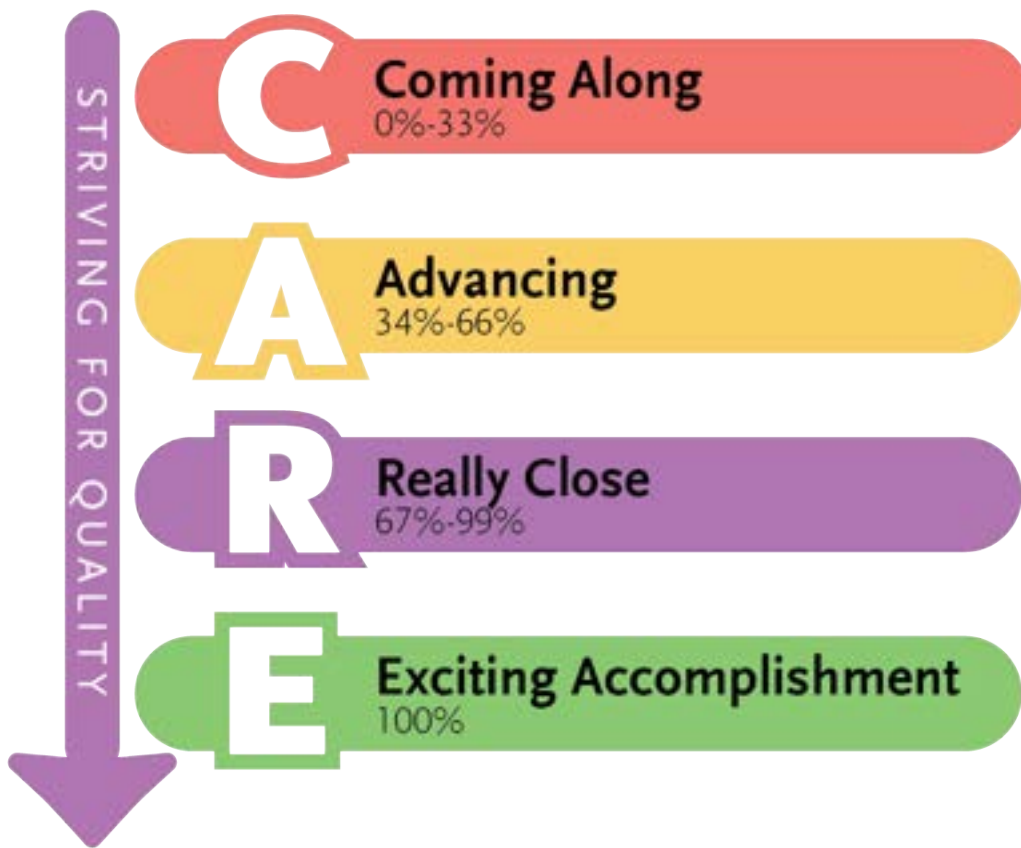 STRIVING FOR QUALITY
C
Coming Along
0%-33%
A
Advancing
34%-66%
R
Really Close
67%-99%
E
Exciting Accomplishment
100%